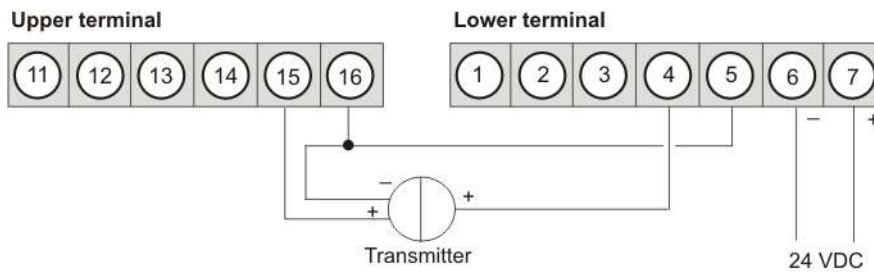 Upper terminal
Lower terminal
11 12 13 14 15 16
1 2 3 4 5 6 7
– +
– +
+
Transmitter
24 VDC